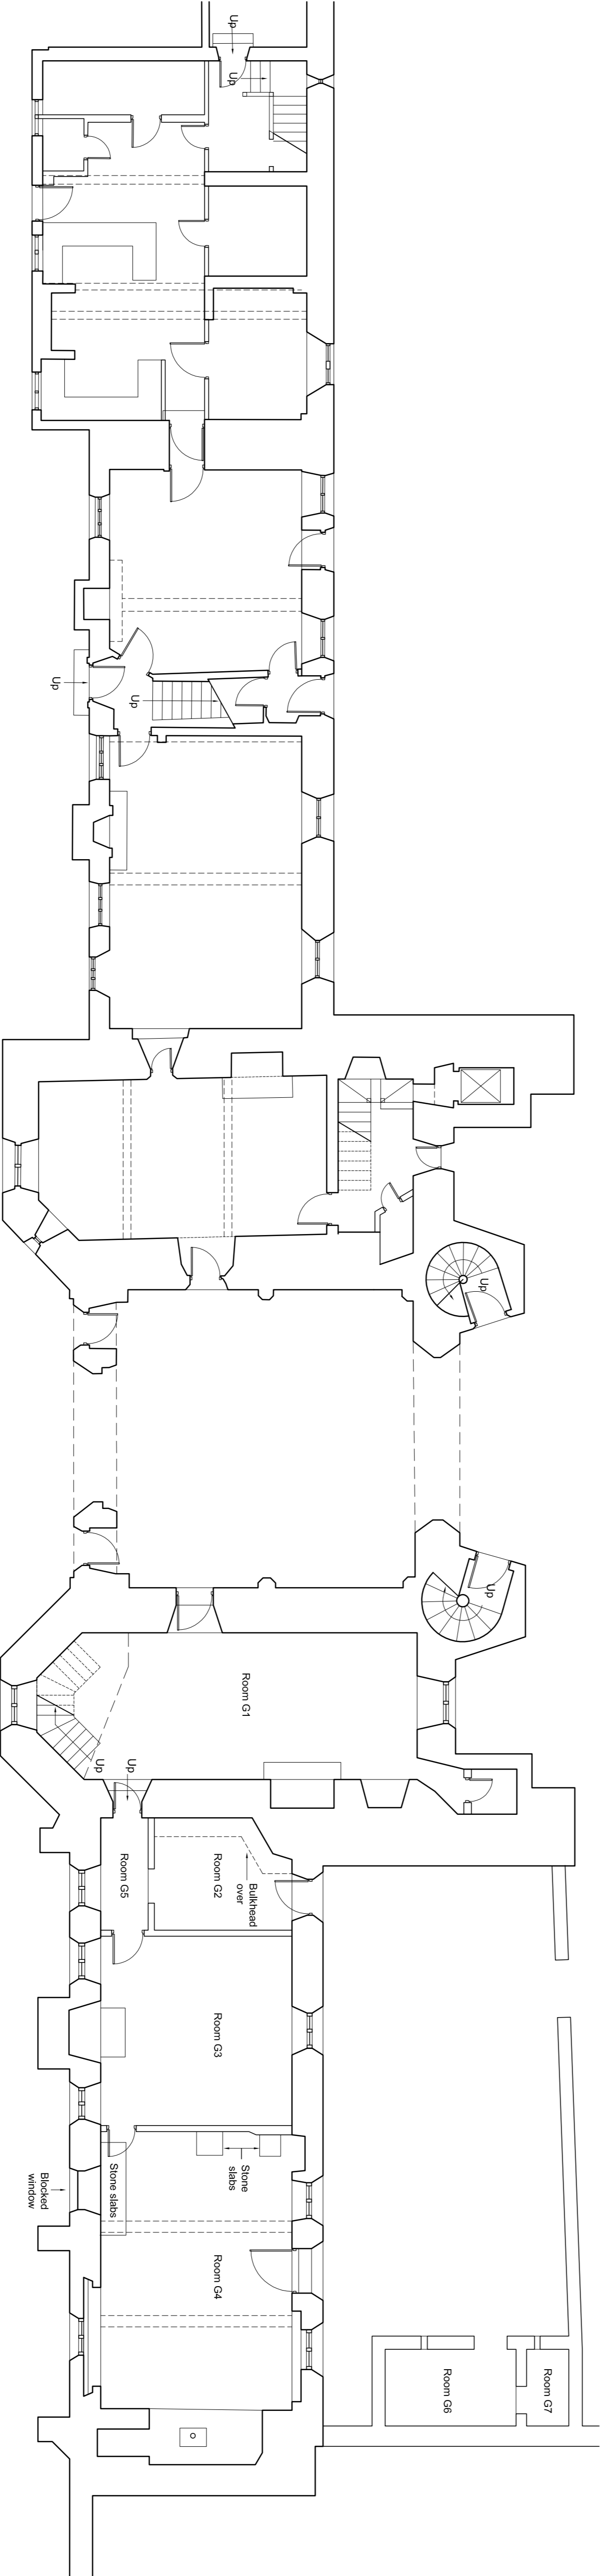 Up
Up
Up
Up
Up
Up
Room G1
Up
Up
Room G5
Room G2
Bulkhead
over
Room G3
Stone
slabs
Stone slabs
Blocked
window
Room G4
Room G6
Room G7